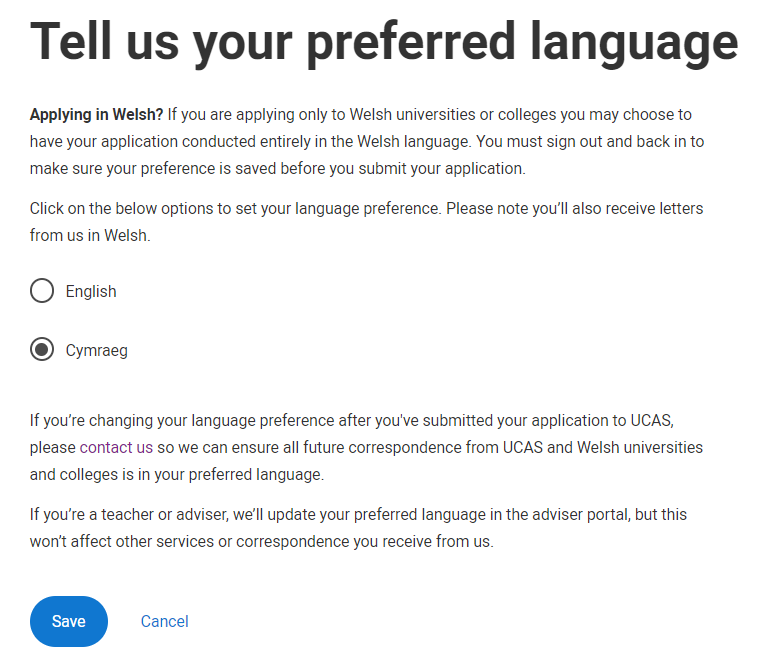 Tell us your preferred language
Applying in Welsh? If you are applying only to Welsh universities or colleges you may choose to
have your application conducted entirely in the Welsh language. You must sign out and back in to
make sure your preference is saved before you submit your application.
Click on the below options to set your language preference. Please note you’ll also receive letters
from us in Welsh.
English
Cymraeg
If you’re changing your language preference after you've submitted your application to UCAS,
please contact us so we can ensure all future correspondence from UCAS and Welsh universities
and colleges is in your preferred language.
If you’re a teacher or adviser, we’ll update your preferred language in the adviser portal, but this
won’t affect other services or correspondence you receive from us.
Save Cancel